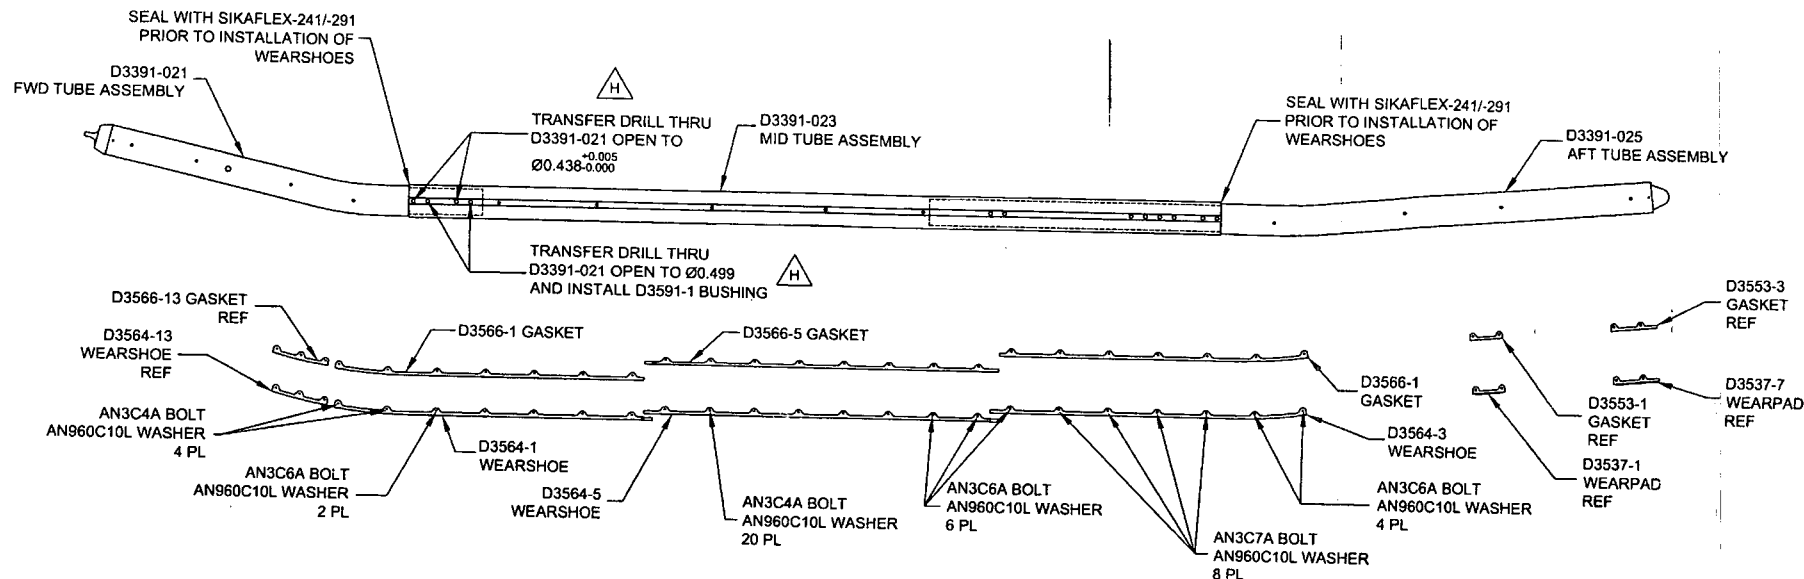 SEAL WITH SIKAFLEX-241/-291
PRIOR TO INSTALLATION OF
WEARSHOES
D3391-021
FWD TUBE ASSEMBLY
H
TRANSFER DRILL THRU
D3391-021 OPEN TO
Ø0.438+0.005
-0.000
D3391-023
MID TUBE ASSEMBLY
SEAL WITH SIKAFLEX-241/-291
PRIOR TO INSTALLATION OF
WEARSHOES
D3391-025
AFT TUBE ASSEMBLY
TRANSFER DRILL THRU
D3391-021 OPEN TO Ø0.499
AND INSTALL D3591-1 BUSHING
H
D3566-13 GASKET
REF
D3564-13
WEARSHOE
REF
D3566-1 GASKET
D3566-5 GASKET
D3553-3
GASKET
REF
D3566-1
GASKET
D3553-1
GASKET
REF
D3537-7
WEARPAD
REF
AN3C4A BOLT
AN960C10L WASHER
4 PL
D3564-1
WEARSHOE
D3564-3
WEARSHOE
D3537-1
WEARPAD
REF
AN3C6A BOLT
AN960C10L WASHER
2 PL
D3564-5
WEARSHOE
AN3C4A BOLT
AN960C10L WASHER
20 PL
AN3C6A BOLT
AN960C10L WASHER
6 PL
AN3C7A BOLT
AN960C10L WASHER
8 PL
AN3C6A BOLT
AN960C10L WASHER
4 PL